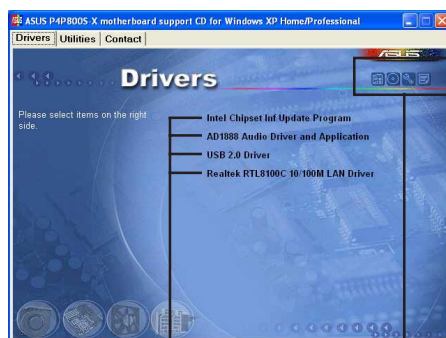 ASUS P4P800S-X motherboard support CD for Windows XP Home/Professional
Drivers Utilities Contact
ASUS
Drivers
Please select items on the right
side.
Intel Chipset Inf Update Program
AD1888 Audio Driver and Application
USB 2.0 Driver
Realtek RTL8100C 10/100M LAN Driver